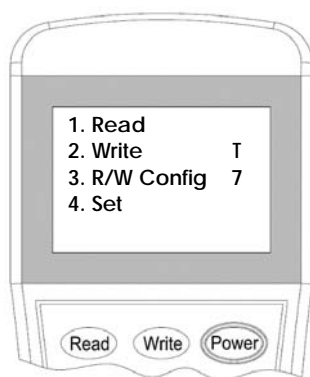 1. Read
2. Write T
3. R/W Config 7
4. Set
Read Write Power